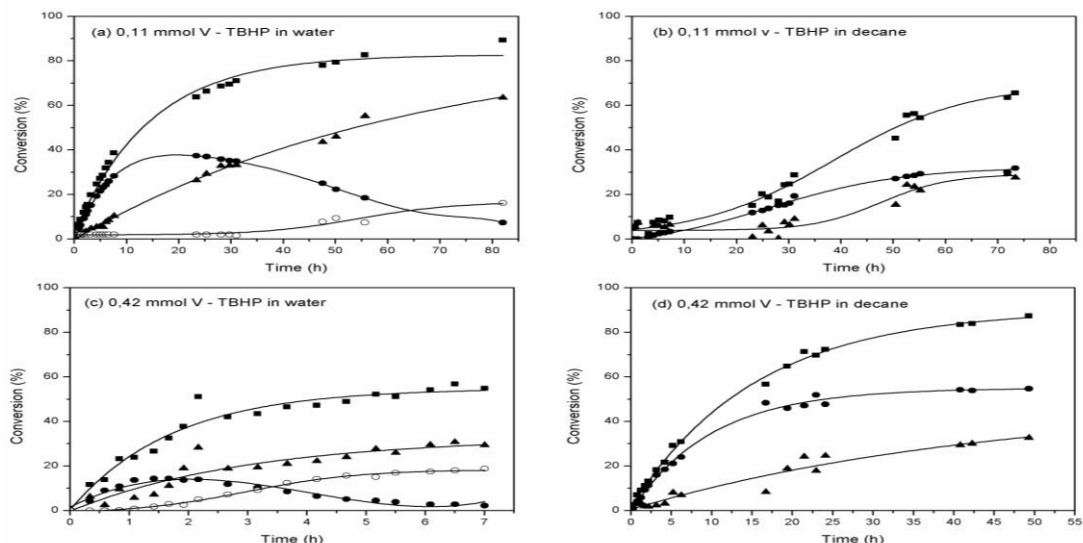 (a) 0,11 mmol V - TBHP in water
100
80
60
40
20
0
Conversion (%)
0 10 20 30 40 50 60 70 80
Time (h)
(b) 0,11 mmol v - TBHP in decane
100
80
60
40
20
0
Conversion (%)
0 10 20 30 40 50 60 70 80
Time (h)
(c) 0,42 mmol V - TBHP in water
100
80
60
40
20
0
Conversion (%)
0 1 2 3 4 5 6 7
Time (h)
(d) 0,42 mmol V - TBHP in decane
100
80
60
40
20
0
Conversion (%)
0 5 10 15 20 25 30 35 40 45 50 55
Time (h)